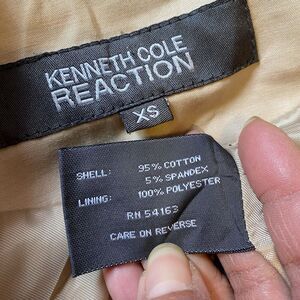 KENNETH COLE
REACTION
XS
SHELL: 95% COTTON
5% SPANDEX
LINING: 100% POLYESTER
RN 54163
CARE ON REVERSE